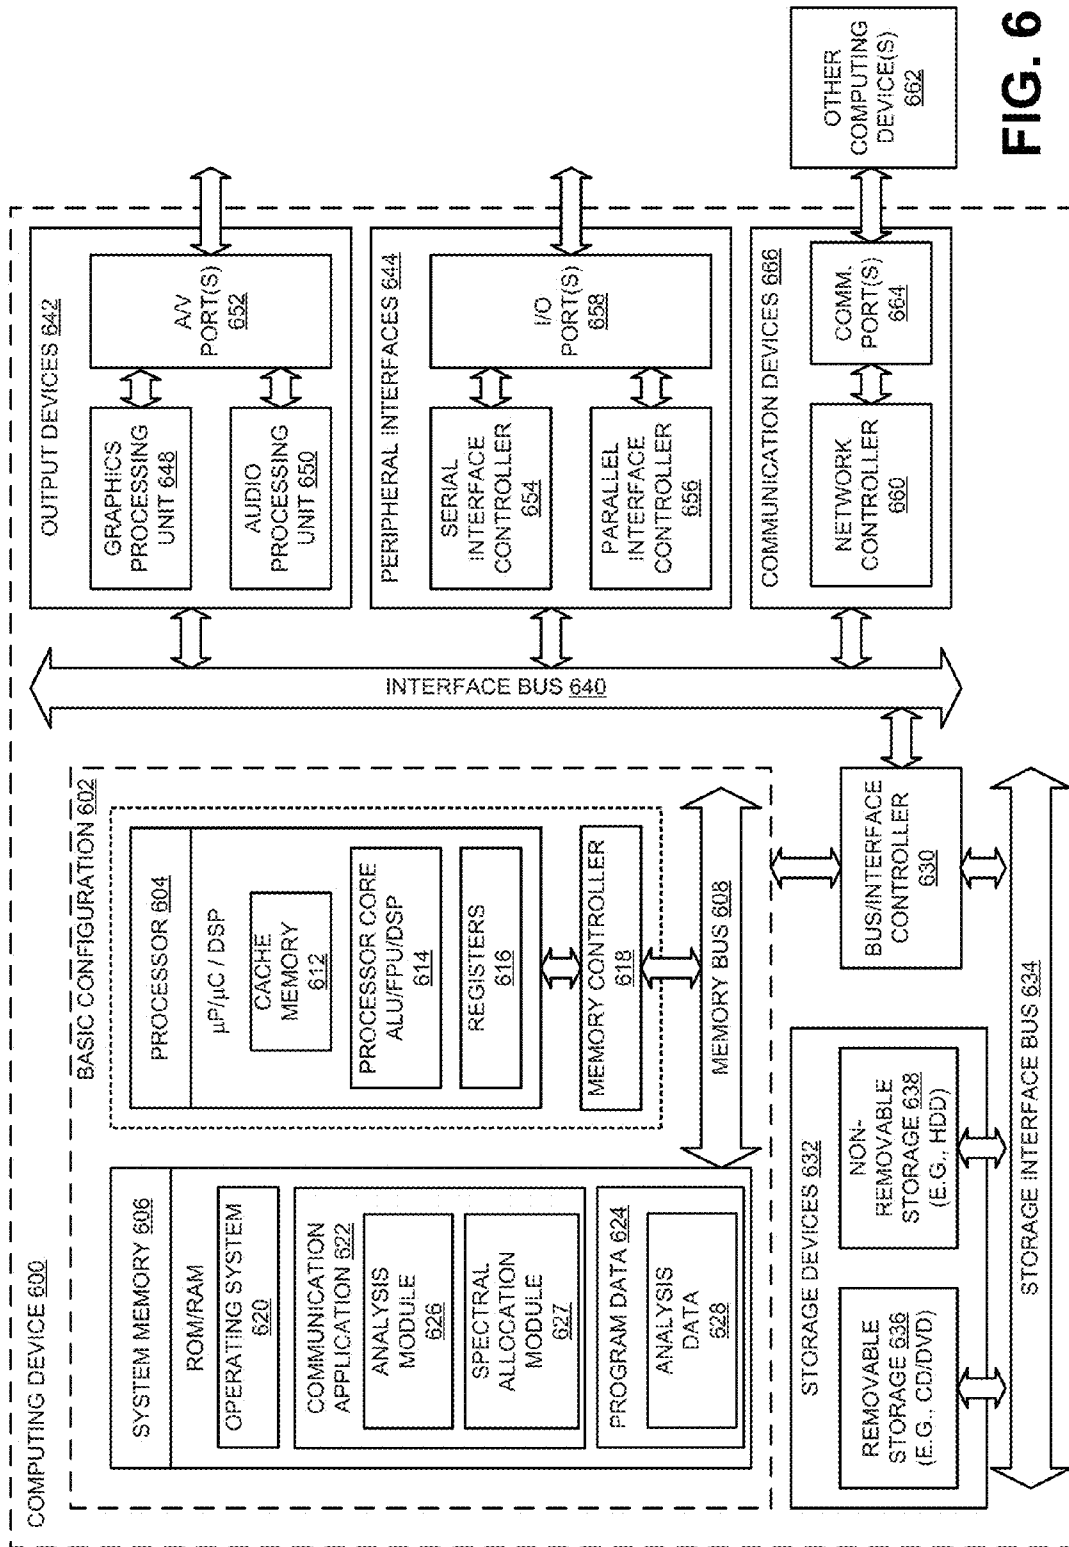 COMPUTING DEVICE 600
BASIC CONFIGURATION 602
SYSTEM MEMORY 606
ROM/RAM
OPERATING SYSTEM
620
COMMUNICATION
APPLICATION 622
ANALYSIS
MODULE
626
SPECTRAL
ALLOCATION
MODULE
627
PROGRAM DATA 624
ANALYSIS
DATA
628
PROCESSOR 604
µP/µC / DSP
CACHE
MEMORY
612
PROCESSOR CORE
ALU/FPU/DSP
614
REGISTERS
616
MEMORY CONTROLLER
618
MEMORY BUS 608
STORAGE DEVICES 632
REMOVABLE
STORAGE 636
(E.G., CD/DVD)
NON-
REMOVABLE
STORAGE 638
(E.G., HDD)
BUS/INTERFACE
CONTROLLER
630
STORAGE INTERFACE BUS 634
INTERFACE BUS 640
OUTPUT DEVICES 642
GRAPHICS
PROCESSING
UNIT 648
AUDIO
PROCESSING
UNIT 650
A/V
PORT(S)
652
PERIPHERAL INTERFACES 644
SERIAL
INTERFACE
CONTROLLER
654
PARALLEL
INTERFACE
CONTROLLER
656
I/O
PORT(S)
658
COMMUNICATION DEVICES 666
NETWORK
CONTROLLER
660
COMM.
PORT(S)
664
OTHER
COMPUTING
DEVICE(S)
662
FIG. 6